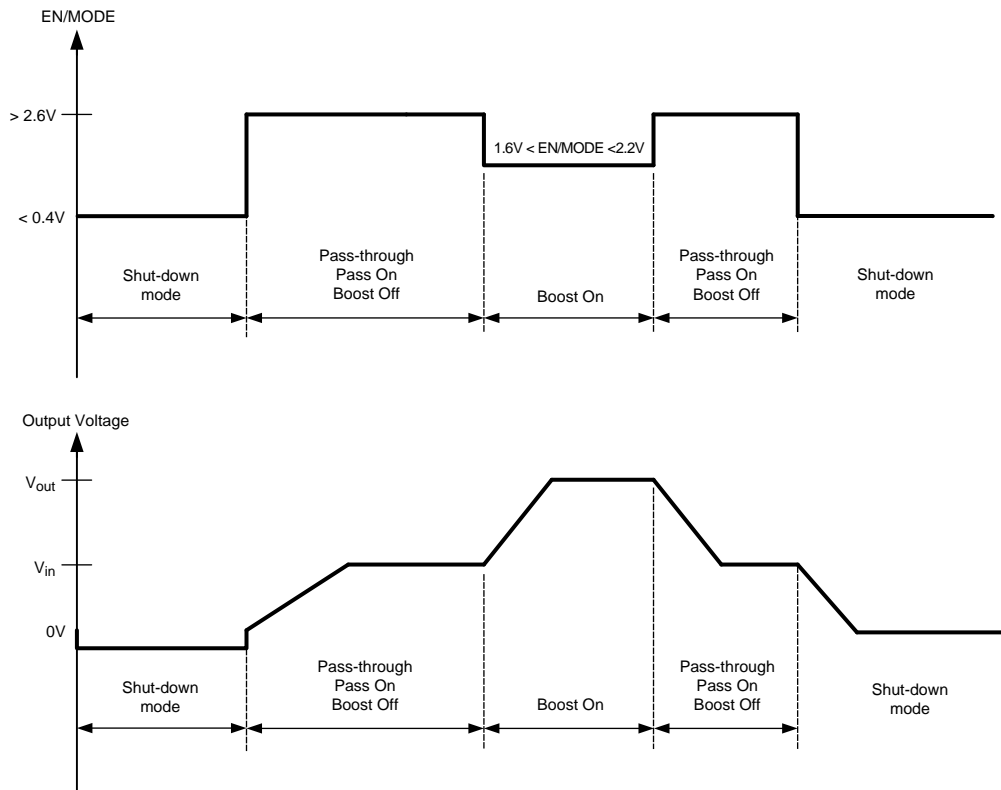 EN/MODE
> 2.6V
1.6V < EN/MODE <2.2V
< 0.4V
Shut-down
mode
Pass-through
Pass On
Boost Off
Boost On
Pass-through
Pass On
Boost Off
Shut-down
mode
Output Voltage
Vout
Vin
0V
Shut-down
mode
Pass-through
Pass On
Boost Off
Boost On
Pass-through
Pass On
Boost Off
Shut-down
mode